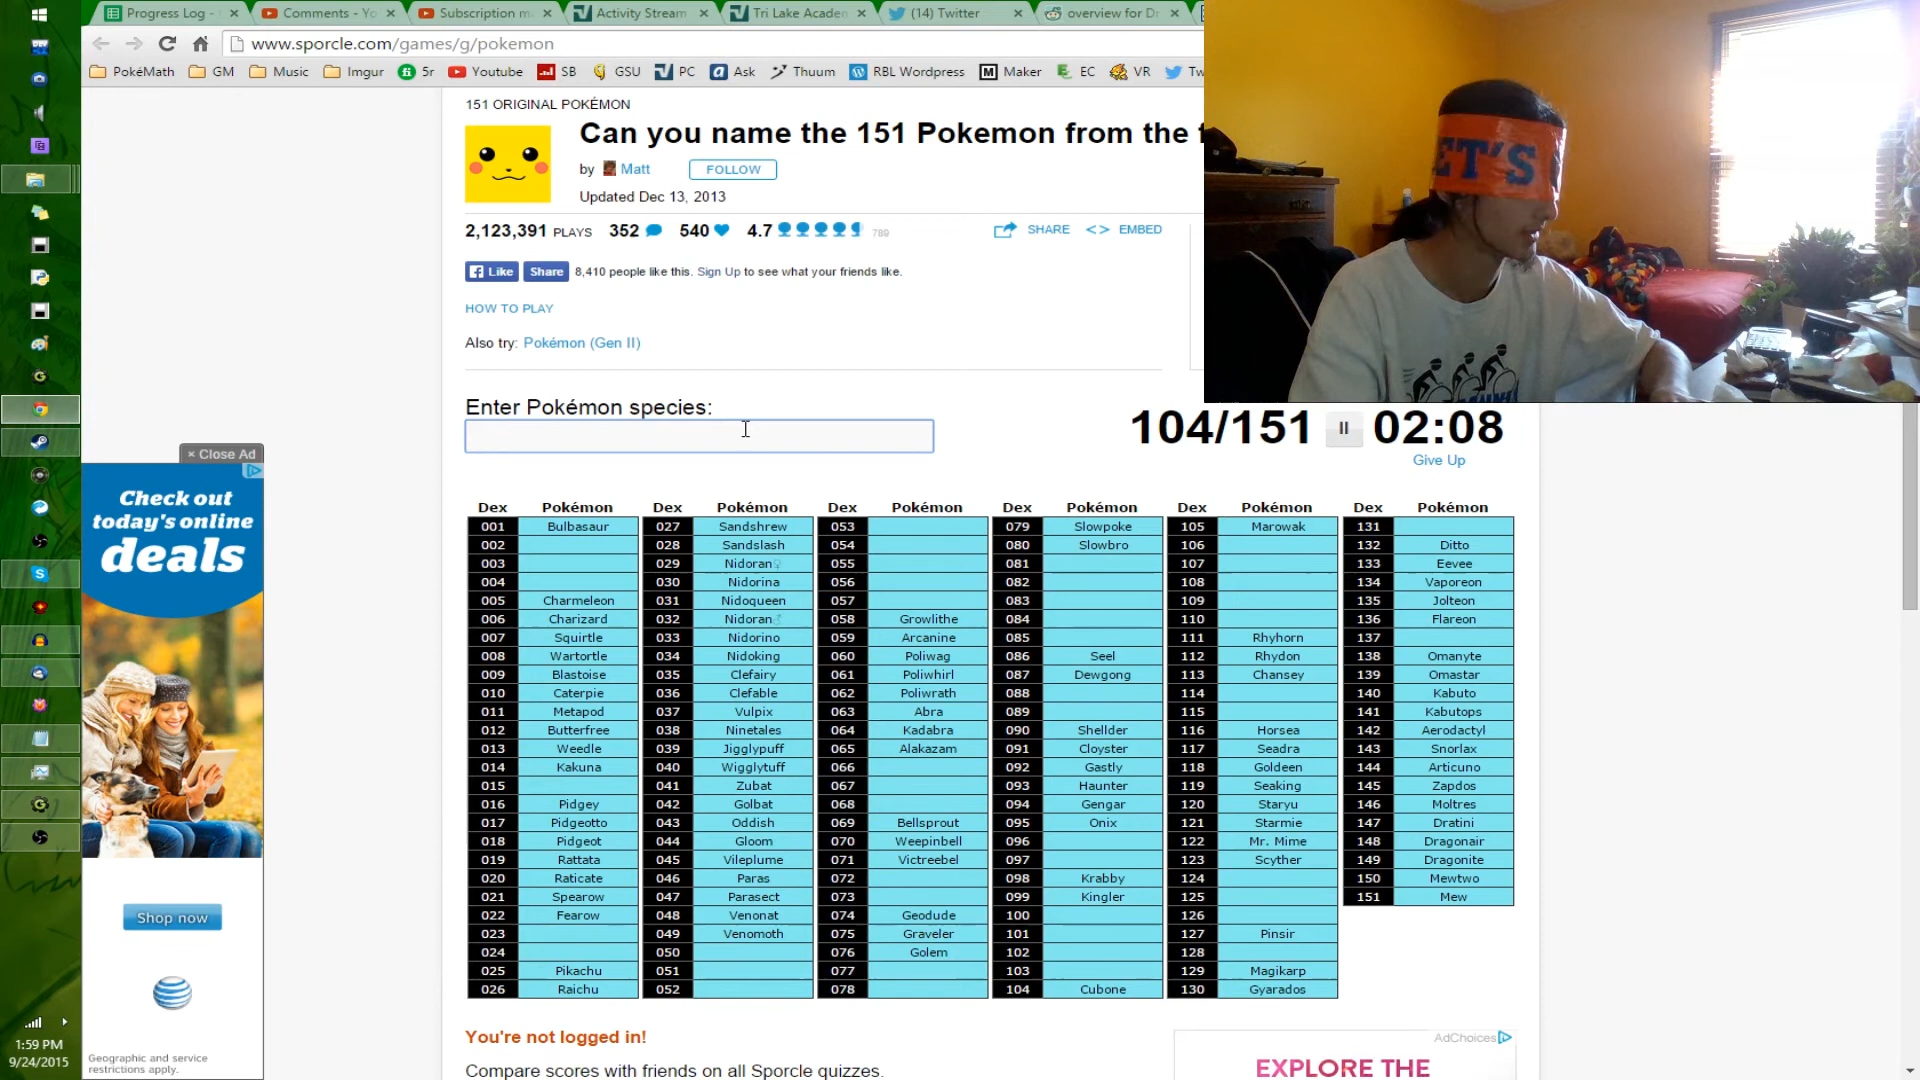 Progress Log -
Comments - Yo
Subscription m
Activity Stream
Tri Lake Acaden
(14) Twitter
overview for Dr
www.sporcle.com/games/g/pokemon
PokéMath GM Music Imgur 5r Youtube SB GSU PC Ask Thuum RBL Wordpress Maker EC VR Tw
151 ORIGINAL POKÉMON
Can you name the 151 Pokemon from the
by Matt FOLLOW
Updated Dec 13, 2013
2,123,391 PLAYS 352 540 4.7 789
SHARE <> EMBED
Like Share 8,410 people like this. Sign Up to see what your friends like.
HOW TO PLAY
Also try: Pokémon (Gen II)
ET'S
Enter Pokémon species:
104/151 02:08
Give Up
Dex Pokémon Dex Pokémon Dex Pokémon Dex Pokémon Dex Pokémon Dex Pokémon
001 Bulbasaur 027 Sandshrew 053 079 Slowpoke 105 Marowak 131
002 028 Sandslash 054 080 Slowbro 106 132 Ditto
003 029 Nidoran♀ 055 081 107 133 Eevee
004 030 Nidorina 056 082 108 134 Vaporeon
005 Charmeleon 031 Nidoqueen 057 083 109 135 Jolteon
006 Charizard 032 Nidoran♂ 058 Growlithe 084 110 136 Flareon
007 Squirtle 033 Nidorino 059 Arcanine 085 111 Rhyhorn 137
008 Wartortle 034 Nidoking 060 Poliwag 086 Seel 112 Rhydon 138 Omanyte
009 Blastoise 035 Clefairy 061 Poliwhirl 087 Dewgong 113 Chansey 139 Omastar
010 Caterpie 036 Clefable 062 Poliwrath 088 114 140 Kabuto
011 Metapod 037 Vulpix 063 Abra 089 115 141 Kabutops
012 Butterfree 038 Ninetales 064 Kadabra 090 Shellder 116 Horsea 142 Aerodactyl
013 Weedle 039 Jigglypuff 065 Alakazam 091 Cloyster 117 Seadra 143 Snorlax
014 Kakuna 040 Wigglytuff 066 092 Gastly 118 Goldeen 144 Articuno
015 041 Zubat 067 093 Haunter 119 Seaking 145 Zapdos
016 Pidgey 042 Golbat 068 094 Gengar 120 Staryu 146 Moltres
017 Pidgeotto 043 Oddish 069 Bellsprout 095 Onix 121 Starmie 147 Dratini
018 Pidgeot 044 Gloom 070 Weepinbell 096 122 Mr. Mime 148 Dragonair
019 Rattata 045 Vileplume 071 Victreebel 097 123 Scyther 149 Dragonite
020 Raticate 046 Paras 072 098 Krabby 124 150 Mewtwo
021 Spearow 047 Parasect 073 099 Kingler 125 151 Mew
022 Fearow 048 Venonat 074 Geodude 100 126
023 049 Venomoth 075 Graveler 101 127 Pinsir
024 050 076 Golem 102 128
025 Pikachu 051 077 103 129 Magikarp
026 Raichu 052 078 104 Cubone 130 Gyarados
× Close Ad
Check out
today's online
deals
Shop now
at&t
Geographic and service
restrictions apply.
You're not logged in!
Compare scores with friends on all Sporcle quizzes.
AdChoices
EXPLORE THE
1:59 PM
9/24/2015